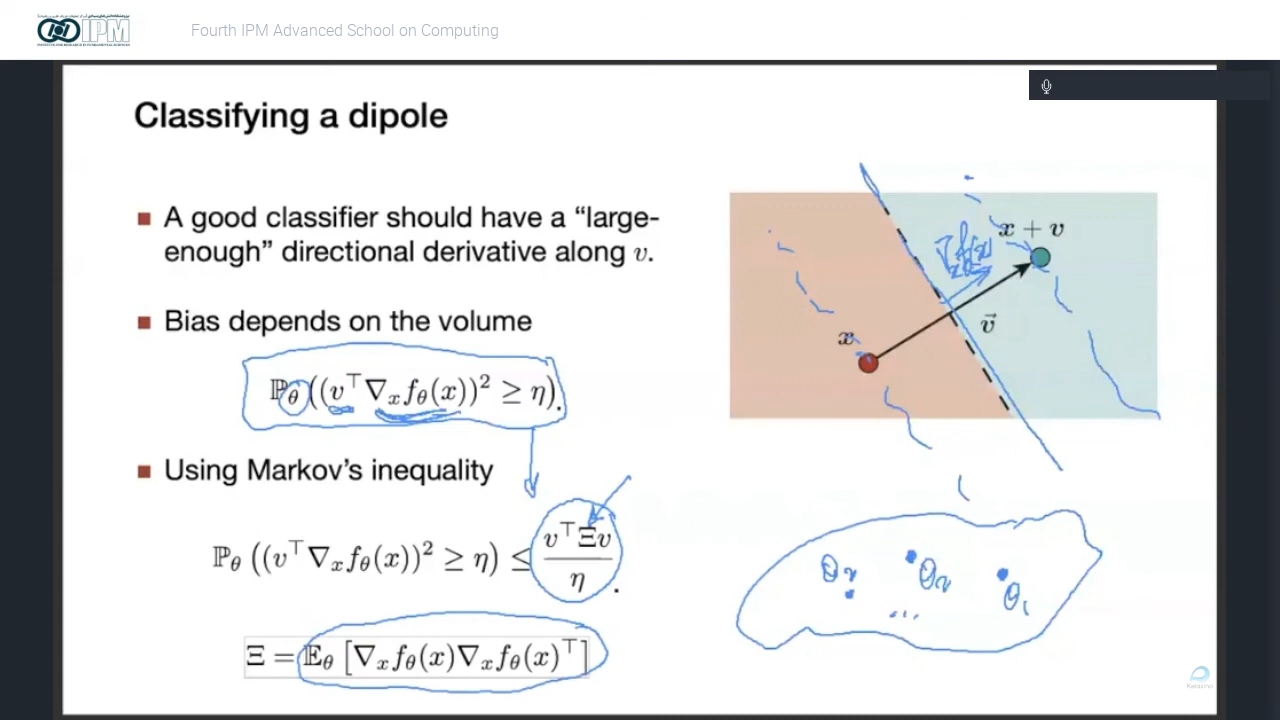 IPM
Fourth IPM Advanced School on Computing
Classifying a dipole
■ A good classifier should have a “large-
enough” directional derivative along v.
■ Bias depends on the volume
ℙ_θ ((v^⊤ ∇_x f_θ(x))² ≥ η).
■ Using Markov’s inequality
ℙ_θ ((v^⊤ ∇_x f_θ(x))² ≥ η) ≤ v^⊤Ξv / η .
Ξ = 𝔼_θ [∇_x f_θ(x)∇_x f_θ(x)^⊤]
x + v
x
v⃗
θ₁
...